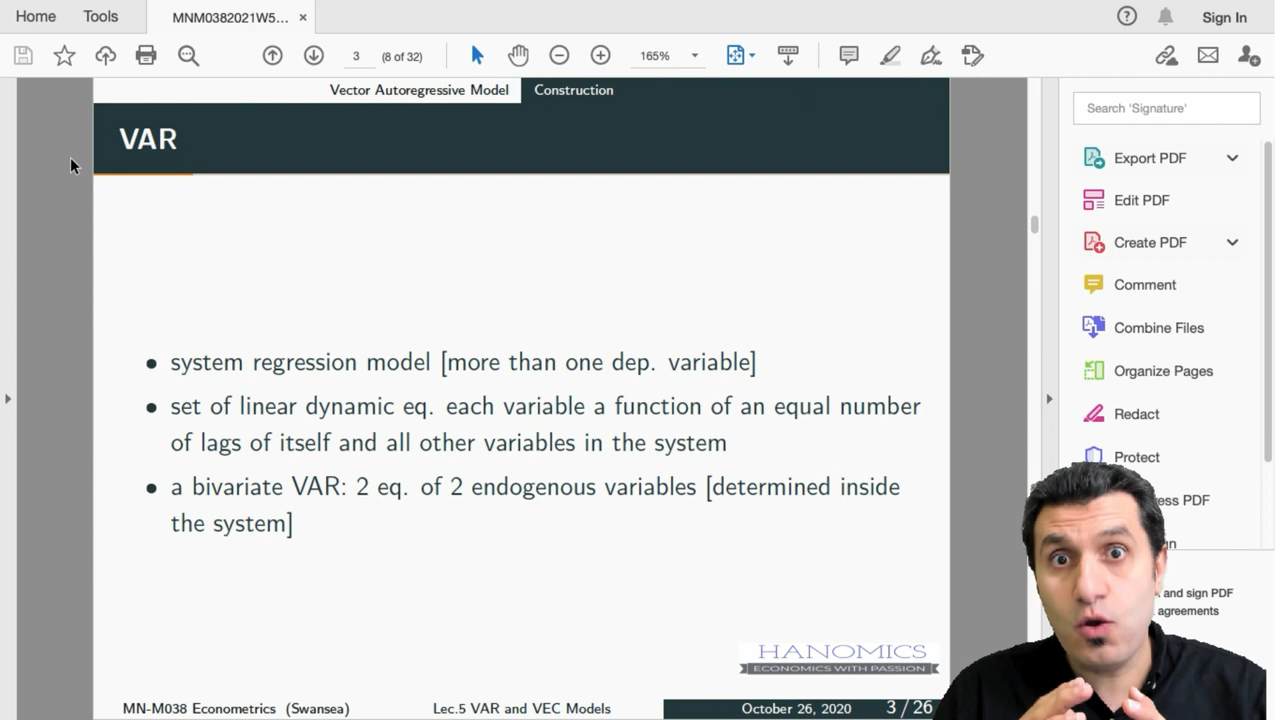 Home
Tools
MNM0382021W5...
×
?
Sign In
3
(8 of 32)
165%
Vector Autoregressive Model
Construction
VAR
• system regression model [more than one dep. variable]
• set of linear dynamic eq. each variable a function of an equal number
of lags of itself and all other variables in the system
• a bivariate VAR: 2 eq. of 2 endogenous variables [determined inside
the system]
HANOMICS
ECONOMICS WITH PASSION
MN-M038 Econometrics (Swansea)
Lec.5 VAR and VEC Models
October 26, 2020
3 / 26
Search 'Signature'
Export PDF
Edit PDF
Create PDF
Comment
Combine Files
Organize Pages
Redact
Protect
ess PDF
and sign PDF
agreements